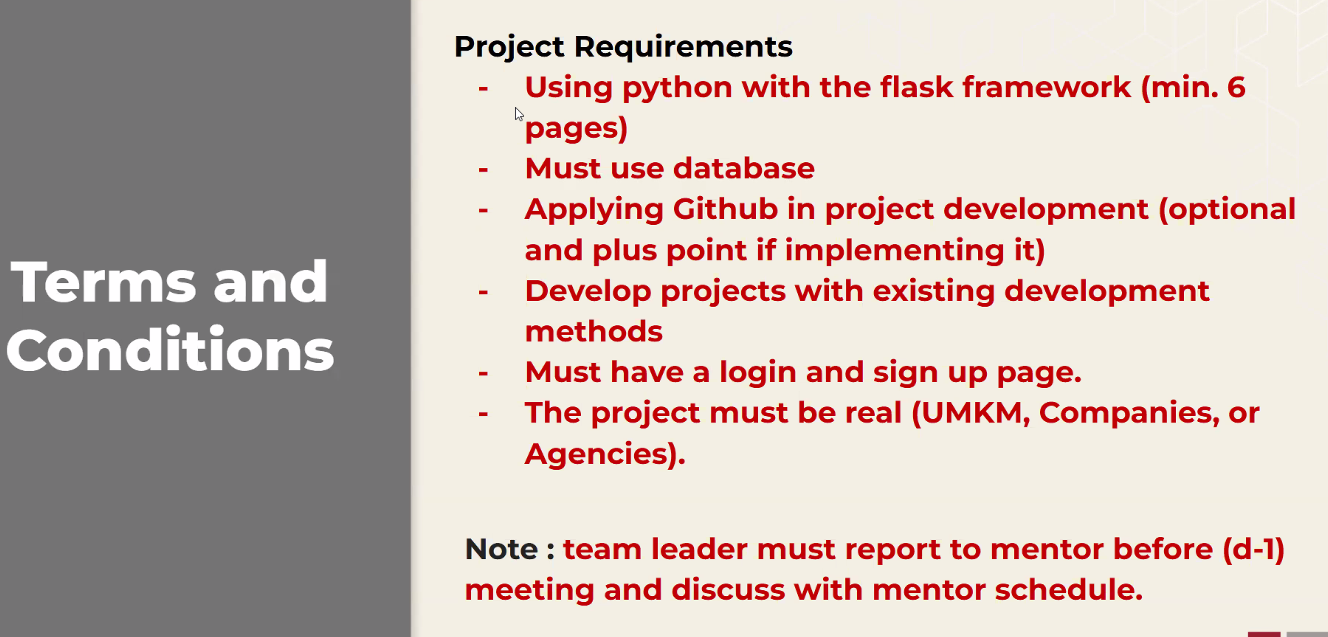 Terms and
Conditions
Project Requirements
- Using python with the flask framework (min. 6
pages)
- Must use database
- Applying Github in project development (optional
and plus point if implementing it)
- Develop projects with existing development
methods
- Must have a login and sign up page.
- The project must be real (UMKM, Companies, or
Agencies).
Note : team leader must report to mentor before (d-1)
meeting and discuss with mentor schedule.